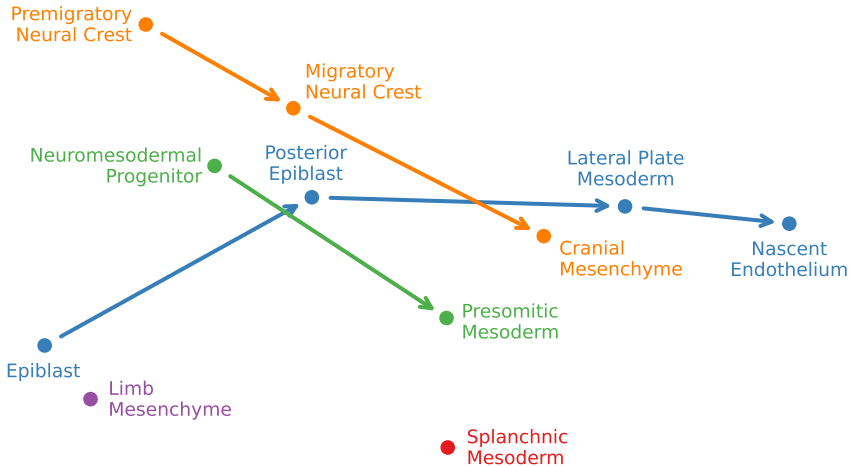 Premigratory
Neural Crest
Migratory
Neural Crest
Neuromesodermal
Progenitor
Posterior
Epiblast
Lateral Plate
Mesoderm
Cranial
Mesenchyme
Nascent
Endothelium
Presomitic
Mesoderm
Epiblast
Limb
Mesenchyme
Splanchnic
Mesoderm